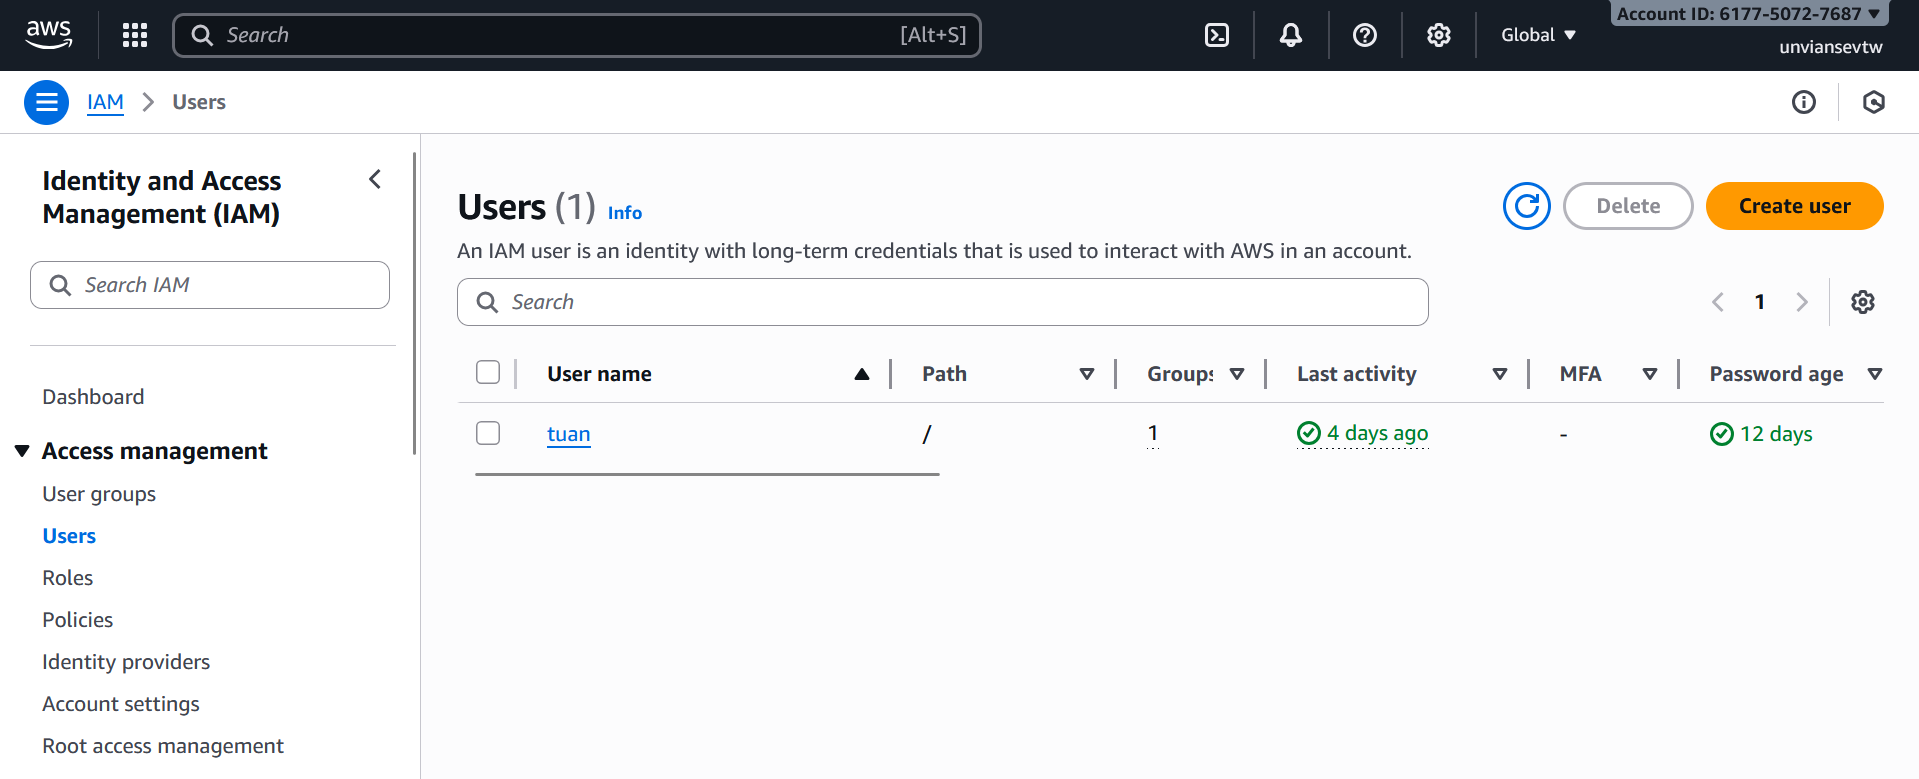 aws
Search
[Alt+S]
Global
Account ID: 6177-5072-7687
unviansevtw
IAM
Users
Identity and Access
Management (IAM)
Search IAM
Dashboard
Access management
User groups
Users
Roles
Policies
Identity providers
Account settings
Root access management
Users (1) Info
Delete
Create user
An IAM user is an identity with long-term credentials that is used to interact with AWS in an account.
Search
1
User name Path Groups Last activity MFA Password age
tuan / 1 4 days ago - 12 days